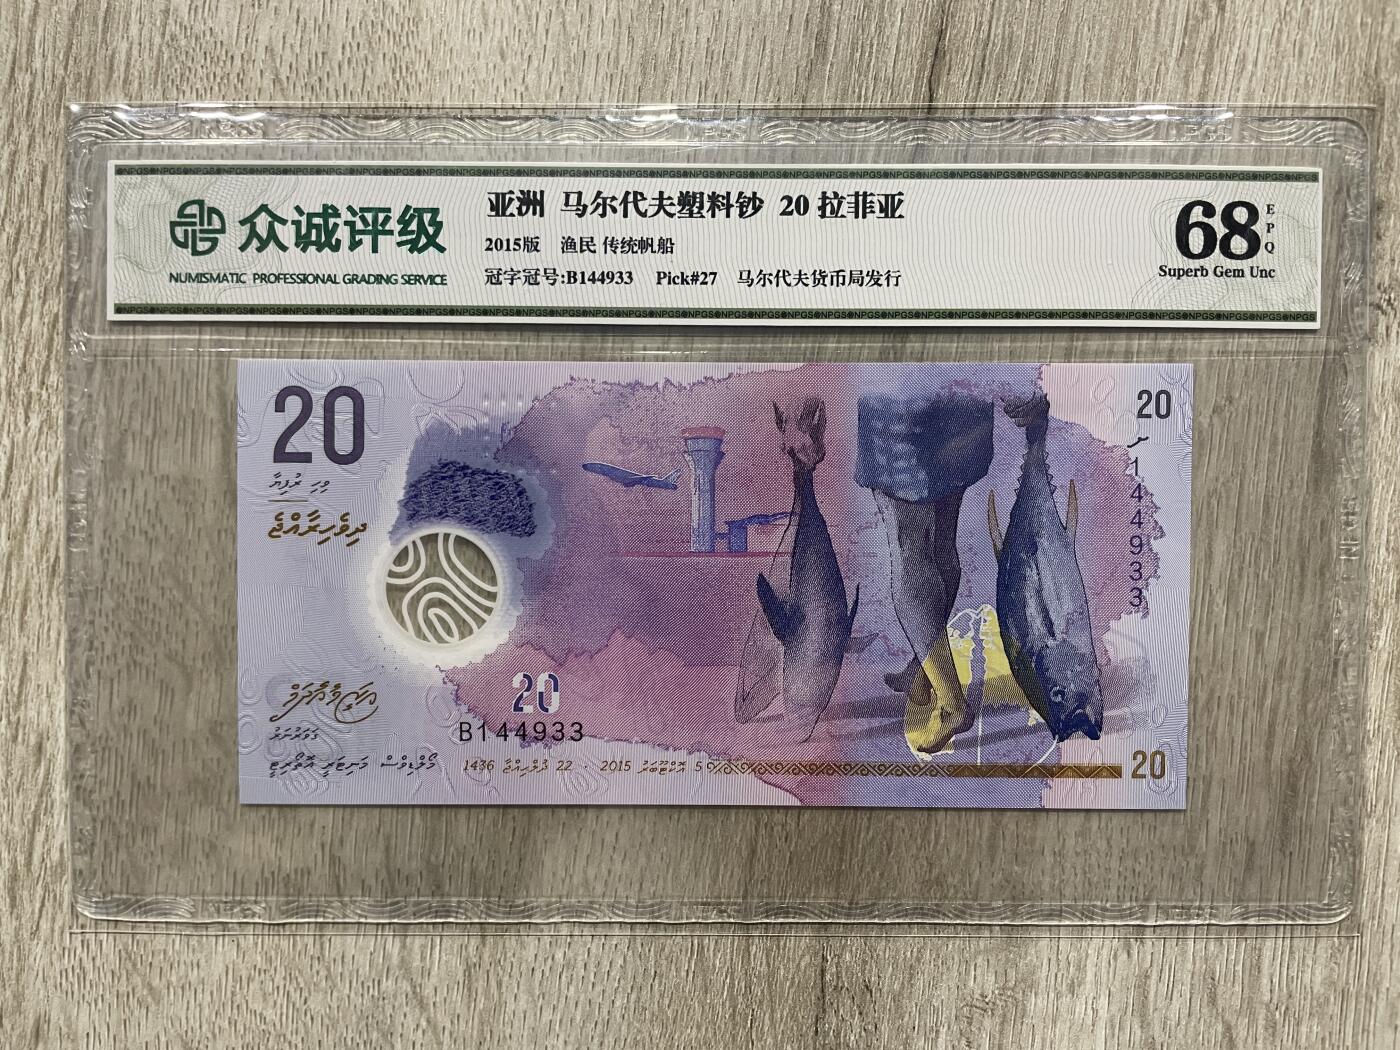 众诚评级
NUMISMATIC PROFESSIONAL GRADING SERVICE
亚洲 马尔代夫塑料钞 20 拉菲亚
2015版 渔民 传统帆船
冠字冠号:B144933 Pick#27 马尔代夫货币局发行
68
EPQ
Superb Gem Unc
20
ވިހި ރުފިޔާ
ދިވެހިރާއްޖެ
20
ށ144933
20
B144933
ގަވަރުނަރު
މޯލްޑިވްސް މަނިޓަރީ އޮތޯރިޓީ
5 އޮކްޓޫބަރު 2015 · 22 ޛުލްޙިއްޖާ 1436
20